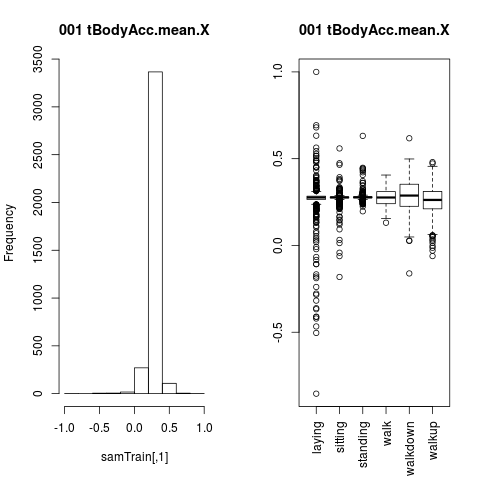 001 tBodyAcc.mean.X
Frequency
3500
3000
2500
2000
1500
1000
500
0
-1.0 -0.5 0.0 0.5 1.0
samTrain[,1]
001 tBodyAcc.mean.X
1.0
0.5
0.0
-0.5
laying
sitting
standing
walk
walkdown
walkup